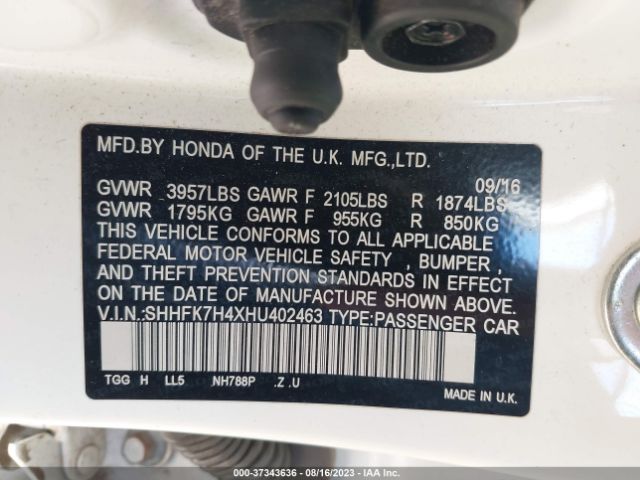 MFD.BY HONDA OF THE U.K. MFG.,LTD.
09/16
GVWR 3957LBS GAWR F 2105LBS R 1874LBS
GVWR 1795KG GAWR F 955KG R 850KG
THIS VEHICLE CONFORMS TO ALL APPLICABLE
FEDERAL MOTOR VEHICLE SAFETY , BUMPER ,
AND THEFT PREVENTION STANDARDS IN EFFECT
ON THE DATE OF MANUFACTURE SHOWN ABOVE.
V.I.N.:SHHFK7H4XHU402463 TYPE:PASSENGER CAR
TGG H LL5 NH788P .Z .U
MADE IN U.K.
000-37343636 - 08/16/2023 - IAA Inc.